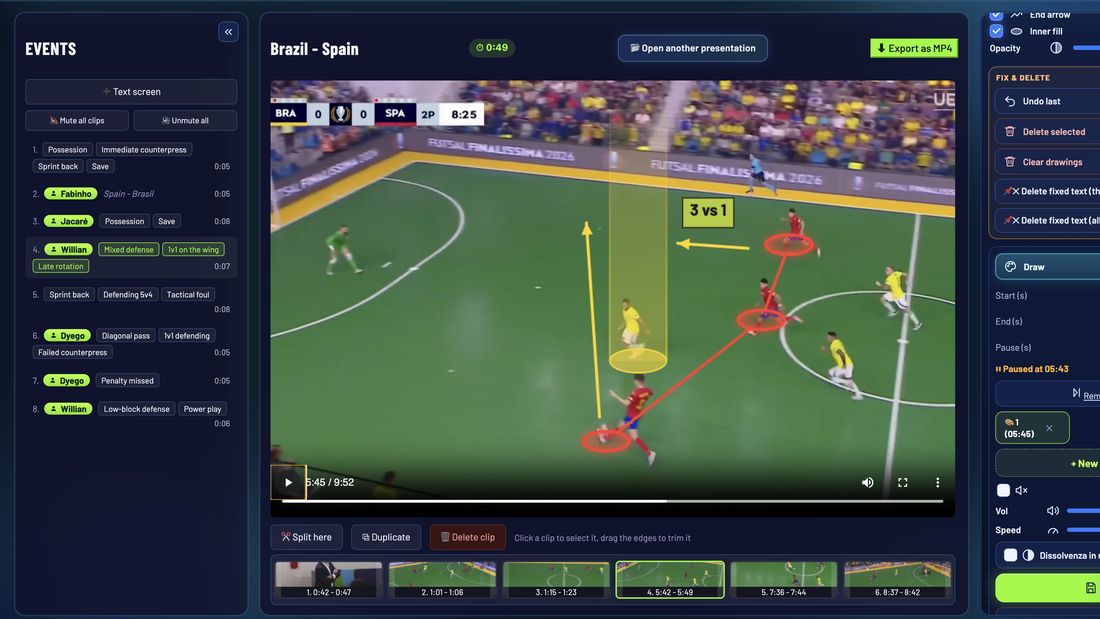 EVENTS
«
+ Text screen
Mute all clips
Unmute all
1. Possession Immediate counterpress
Sprint back Save 0:05
2. Fabinho Spain - Brasil 0:05
3. Jacaré Possession Save 0:08
4. Willian Mixed defense 1v1 on the wing
Late rotation 0:07
5. Sprint back Defending 5v4 Tactical foul
0:08
6. Dyego Diagonal pass 1v1 defending
Failed counterpress 0:05
7. Dyego Penalty missed 0:05
8. Willian Low-block defense Power play
0:06
Brazil - Spain
0:49
Open another presentation
Export as MP4
BRA 0 0 SPA 2P 8:25
UE
FUTSAL FINALISSIMA 2026
FUTSAL FINALISSIMA 2026
3 vs 1
5:45 / 9:52
Split here
Duplicate
Delete clip
Click a clip to select it, drag the edges to trim it
1. 0:42 - 0:47
2. 1:01 - 1:06
3. 1:15 - 1:23
4. 5:42 - 5:49
5. 7:36 - 7:44
6. 8:37 - 8:42
End arrow
Inner fill
Opacity
FIX & DELETE
Undo last
Delete selected
Clear drawings
Delete fixed text (th
Delete fixed text (all
Draw
Start (s)
End (s)
Pause (s)
Paused at 05:43
Rem
1
(05:45) ×
+ New
Vol
Speed
Dissolvenza in